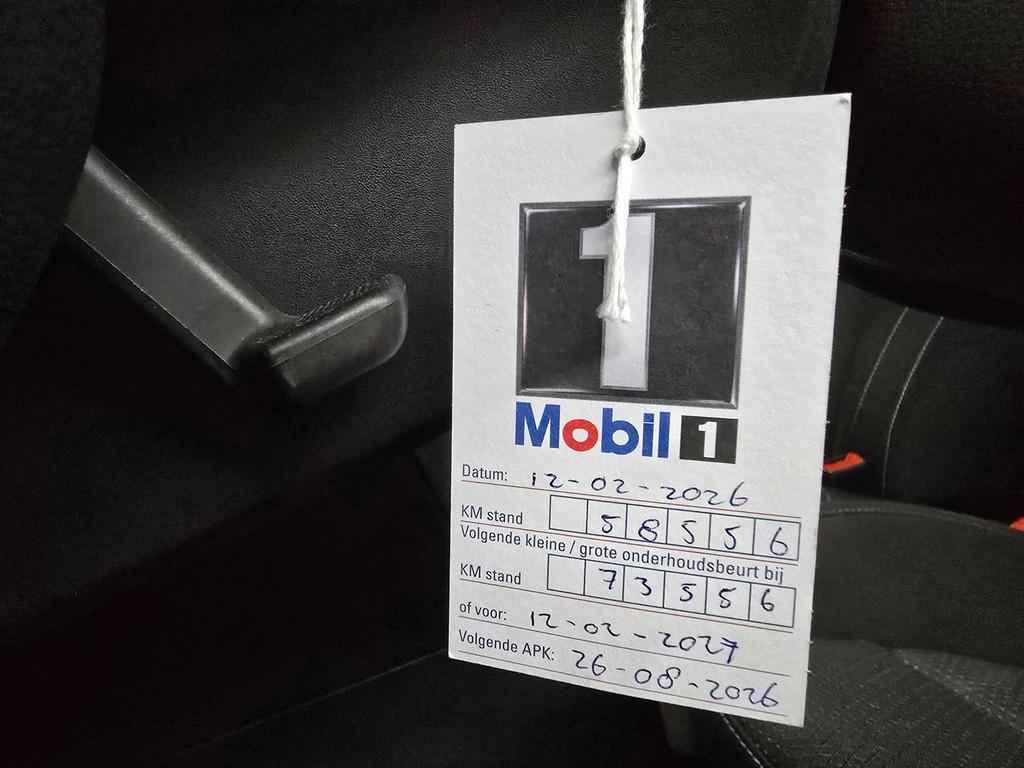 1
Mobil 1
Datum: 12-02-2026
KM stand 58556
Volgende kleine / grote onderhoudsbeurt bij
KM stand 73556
of voor: 12-02-2027
Volgende APK: 26-08-2026